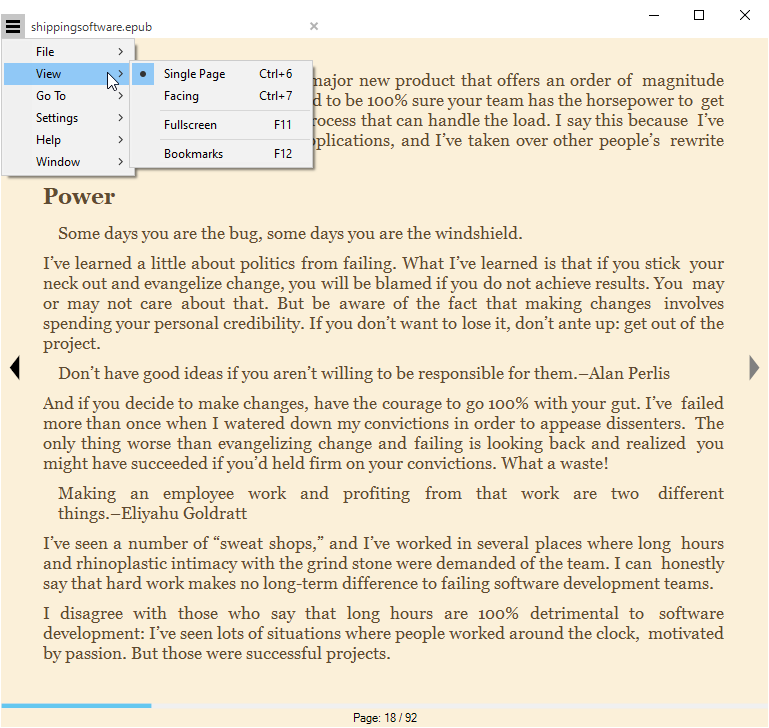 shippingsoftware.epub
File
View
Go To
Settings
Help
Window
Single Page Ctrl+6
Facing Ctrl+7
Fullscreen F11
Bookmarks F12
major new product that offers an order of magnitude
d to be 100% sure your team has the horsepower to get
rocess that can handle the load. I say this because I’ve
plications, and I’ve taken over other people’s rewrite
Power
Some days you are the bug, some days you are the windshield.
I’ve learned a little about politics from failing. What I’ve learned is that if you stick your
neck out and evangelize change, you will be blamed if you do not achieve results. You may
or may not care about that. But be aware of the fact that making changes involves
spending your personal credibility. If you don’t want to lose it, don’t ante up: get out of the
project.
Don’t have good ideas if you aren’t willing to be responsible for them.–Alan Perlis
And if you decide to make changes, have the courage to go 100% with your gut. I’ve failed
more than once when I watered down my convictions in order to appease dissenters. The
only thing worse than evangelizing change and failing is looking back and realized you
might have succeeded if you’d held firm on your convictions. What a waste!
Making an employee work and profiting from that work are two different
things.–Eliyahu Goldratt
I’ve seen a number of “sweat shops,” and I’ve worked in several places where long hours
and rhinoplastic intimacy with the grind stone were demanded of the team. I can honestly
say that hard work makes no long-term difference to failing software development teams.
I disagree with those who say that long hours are 100% detrimental to software
development: I’ve seen lots of situations where people worked around the clock, motivated
by passion. But those were successful projects.
Page: 18 / 92